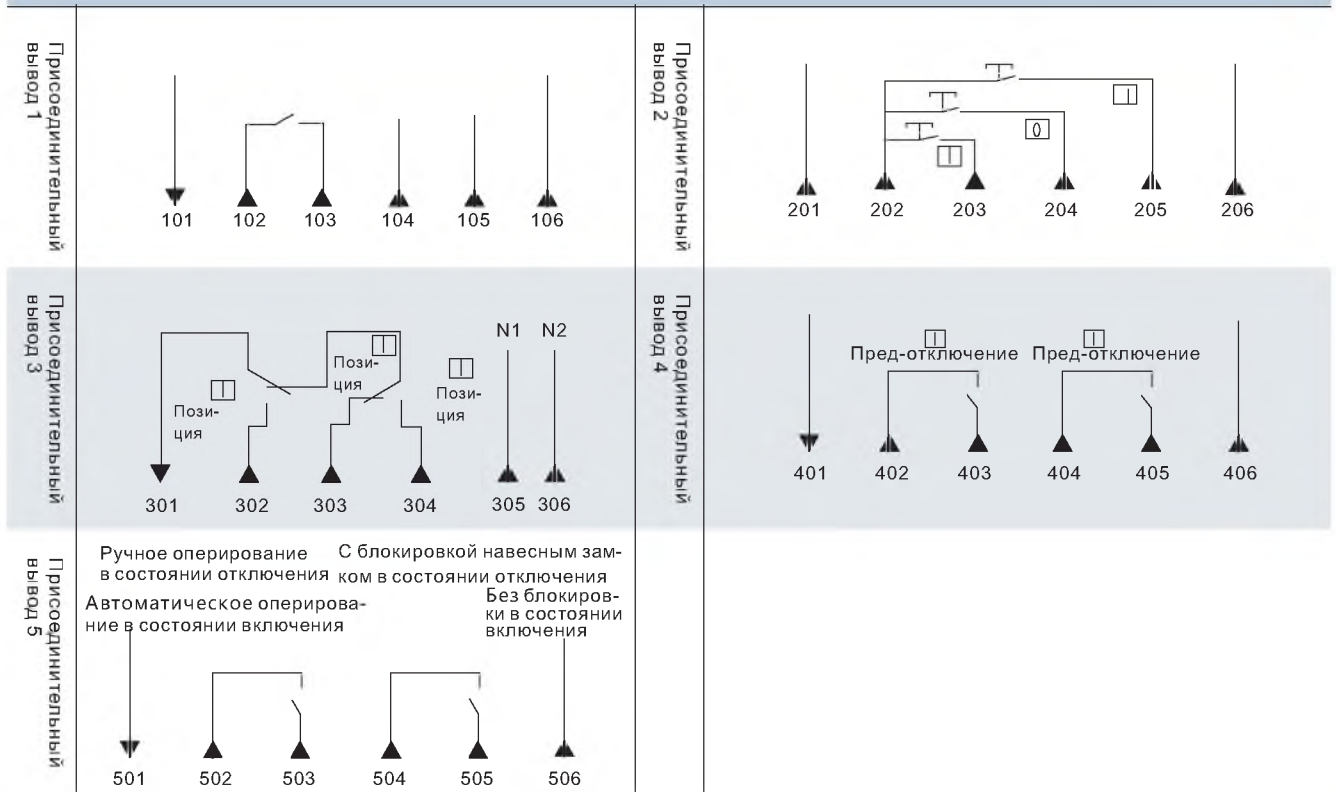 Присоединительный
вывод 1
101 102 103 104 105 106
Присоединительный
вывод 2
I
0
I
201 202 203 204 205 206
Присоединительный
вывод 3
I
Пози-
ция
I
Пози-
ция
I
Пози-
ция
N1 N2
301 302 303 304 305 306
Присоединительный
вывод 4
I I
Пред-отключение Пред-отключение
401 402 403 404 405 406
Присоединительный
вывод 5
Ручное оперирование
в состоянии отключения
Автоматическое оперирова-
ние в состоянии включения
С блокировкой навесным зам-
ком в состоянии отключения
Без блокиров-
ки в состоянии
включения
501 502 503 504 505 506